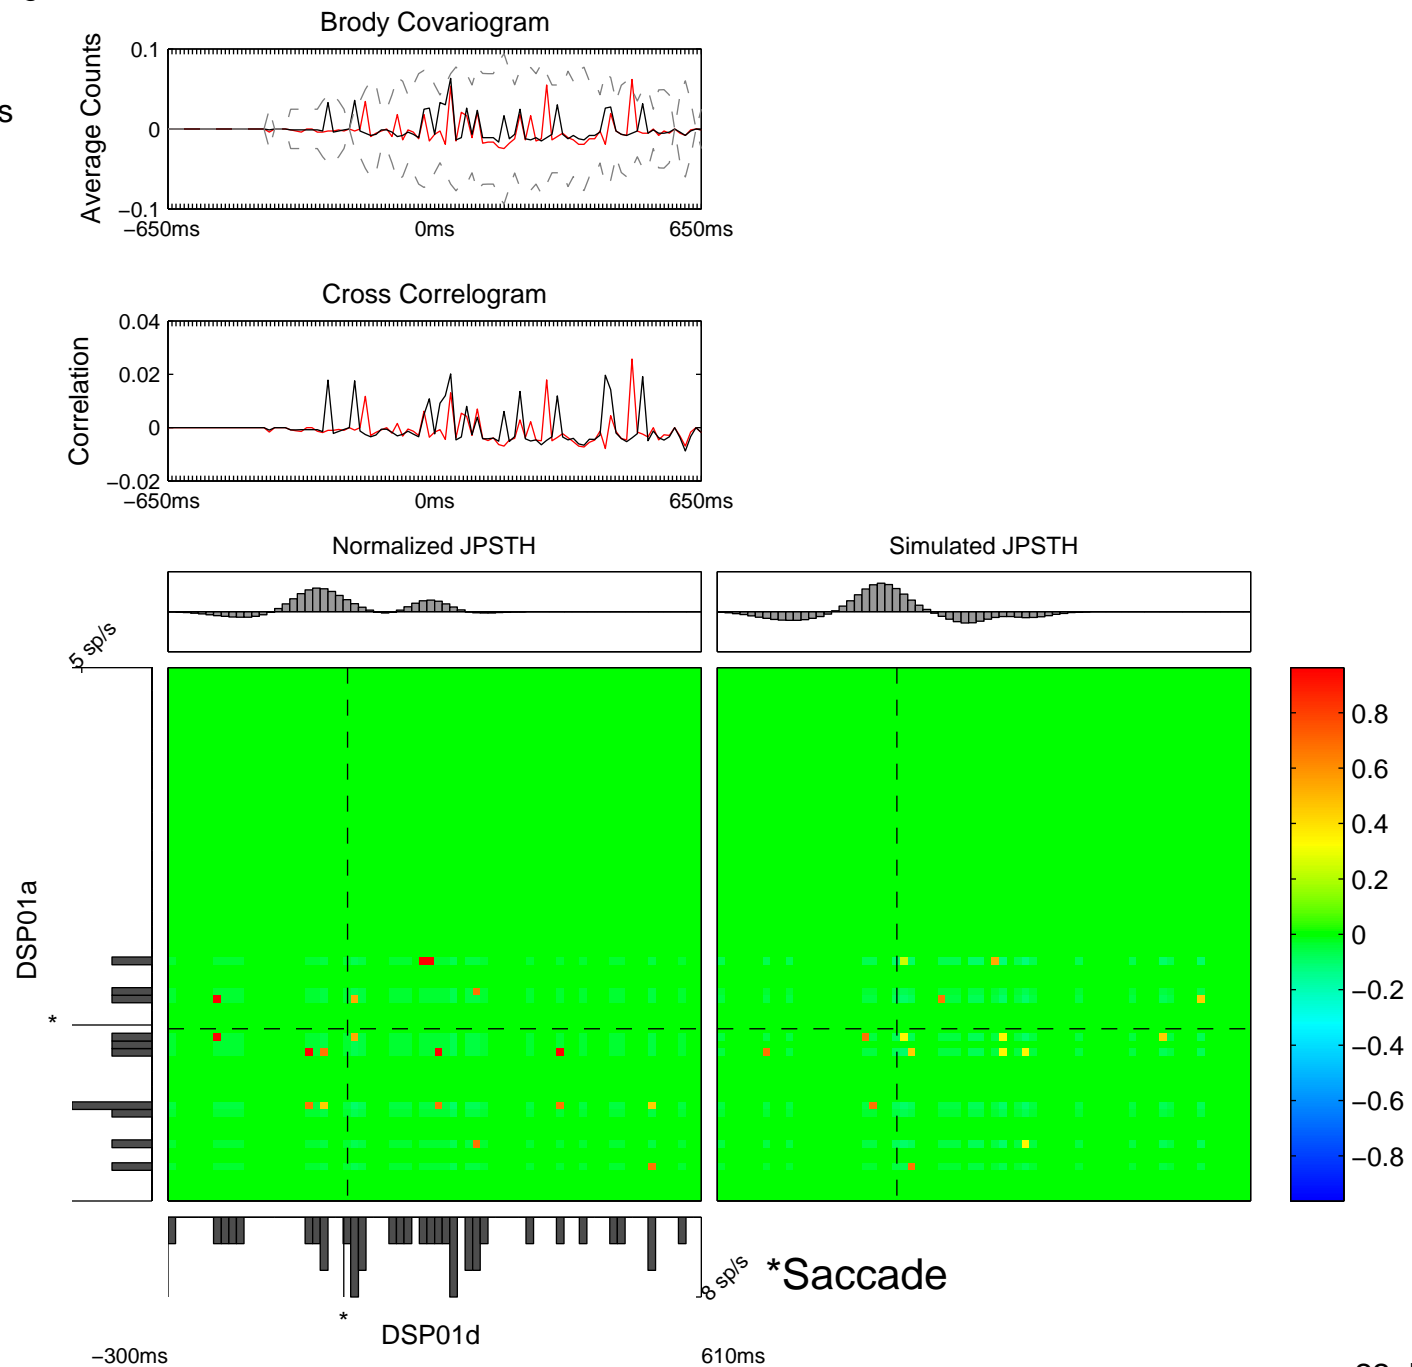 s
Brody Covariogram
Average Counts
0.1
0
−0.1
−650ms
0ms
650ms
Cross Correlogram
Correlation
0.04
0.02
0
−0.02
−650ms
0ms
650ms
Normalized JPSTH
Simulated JPSTH
5 sp/s
DSP01a
*
0.8
0.6
0.4
0.2
0
−0.2
−0.4
−0.6
−0.8
8 sp/s
*Saccade
*
DSP01d
−300ms
610ms